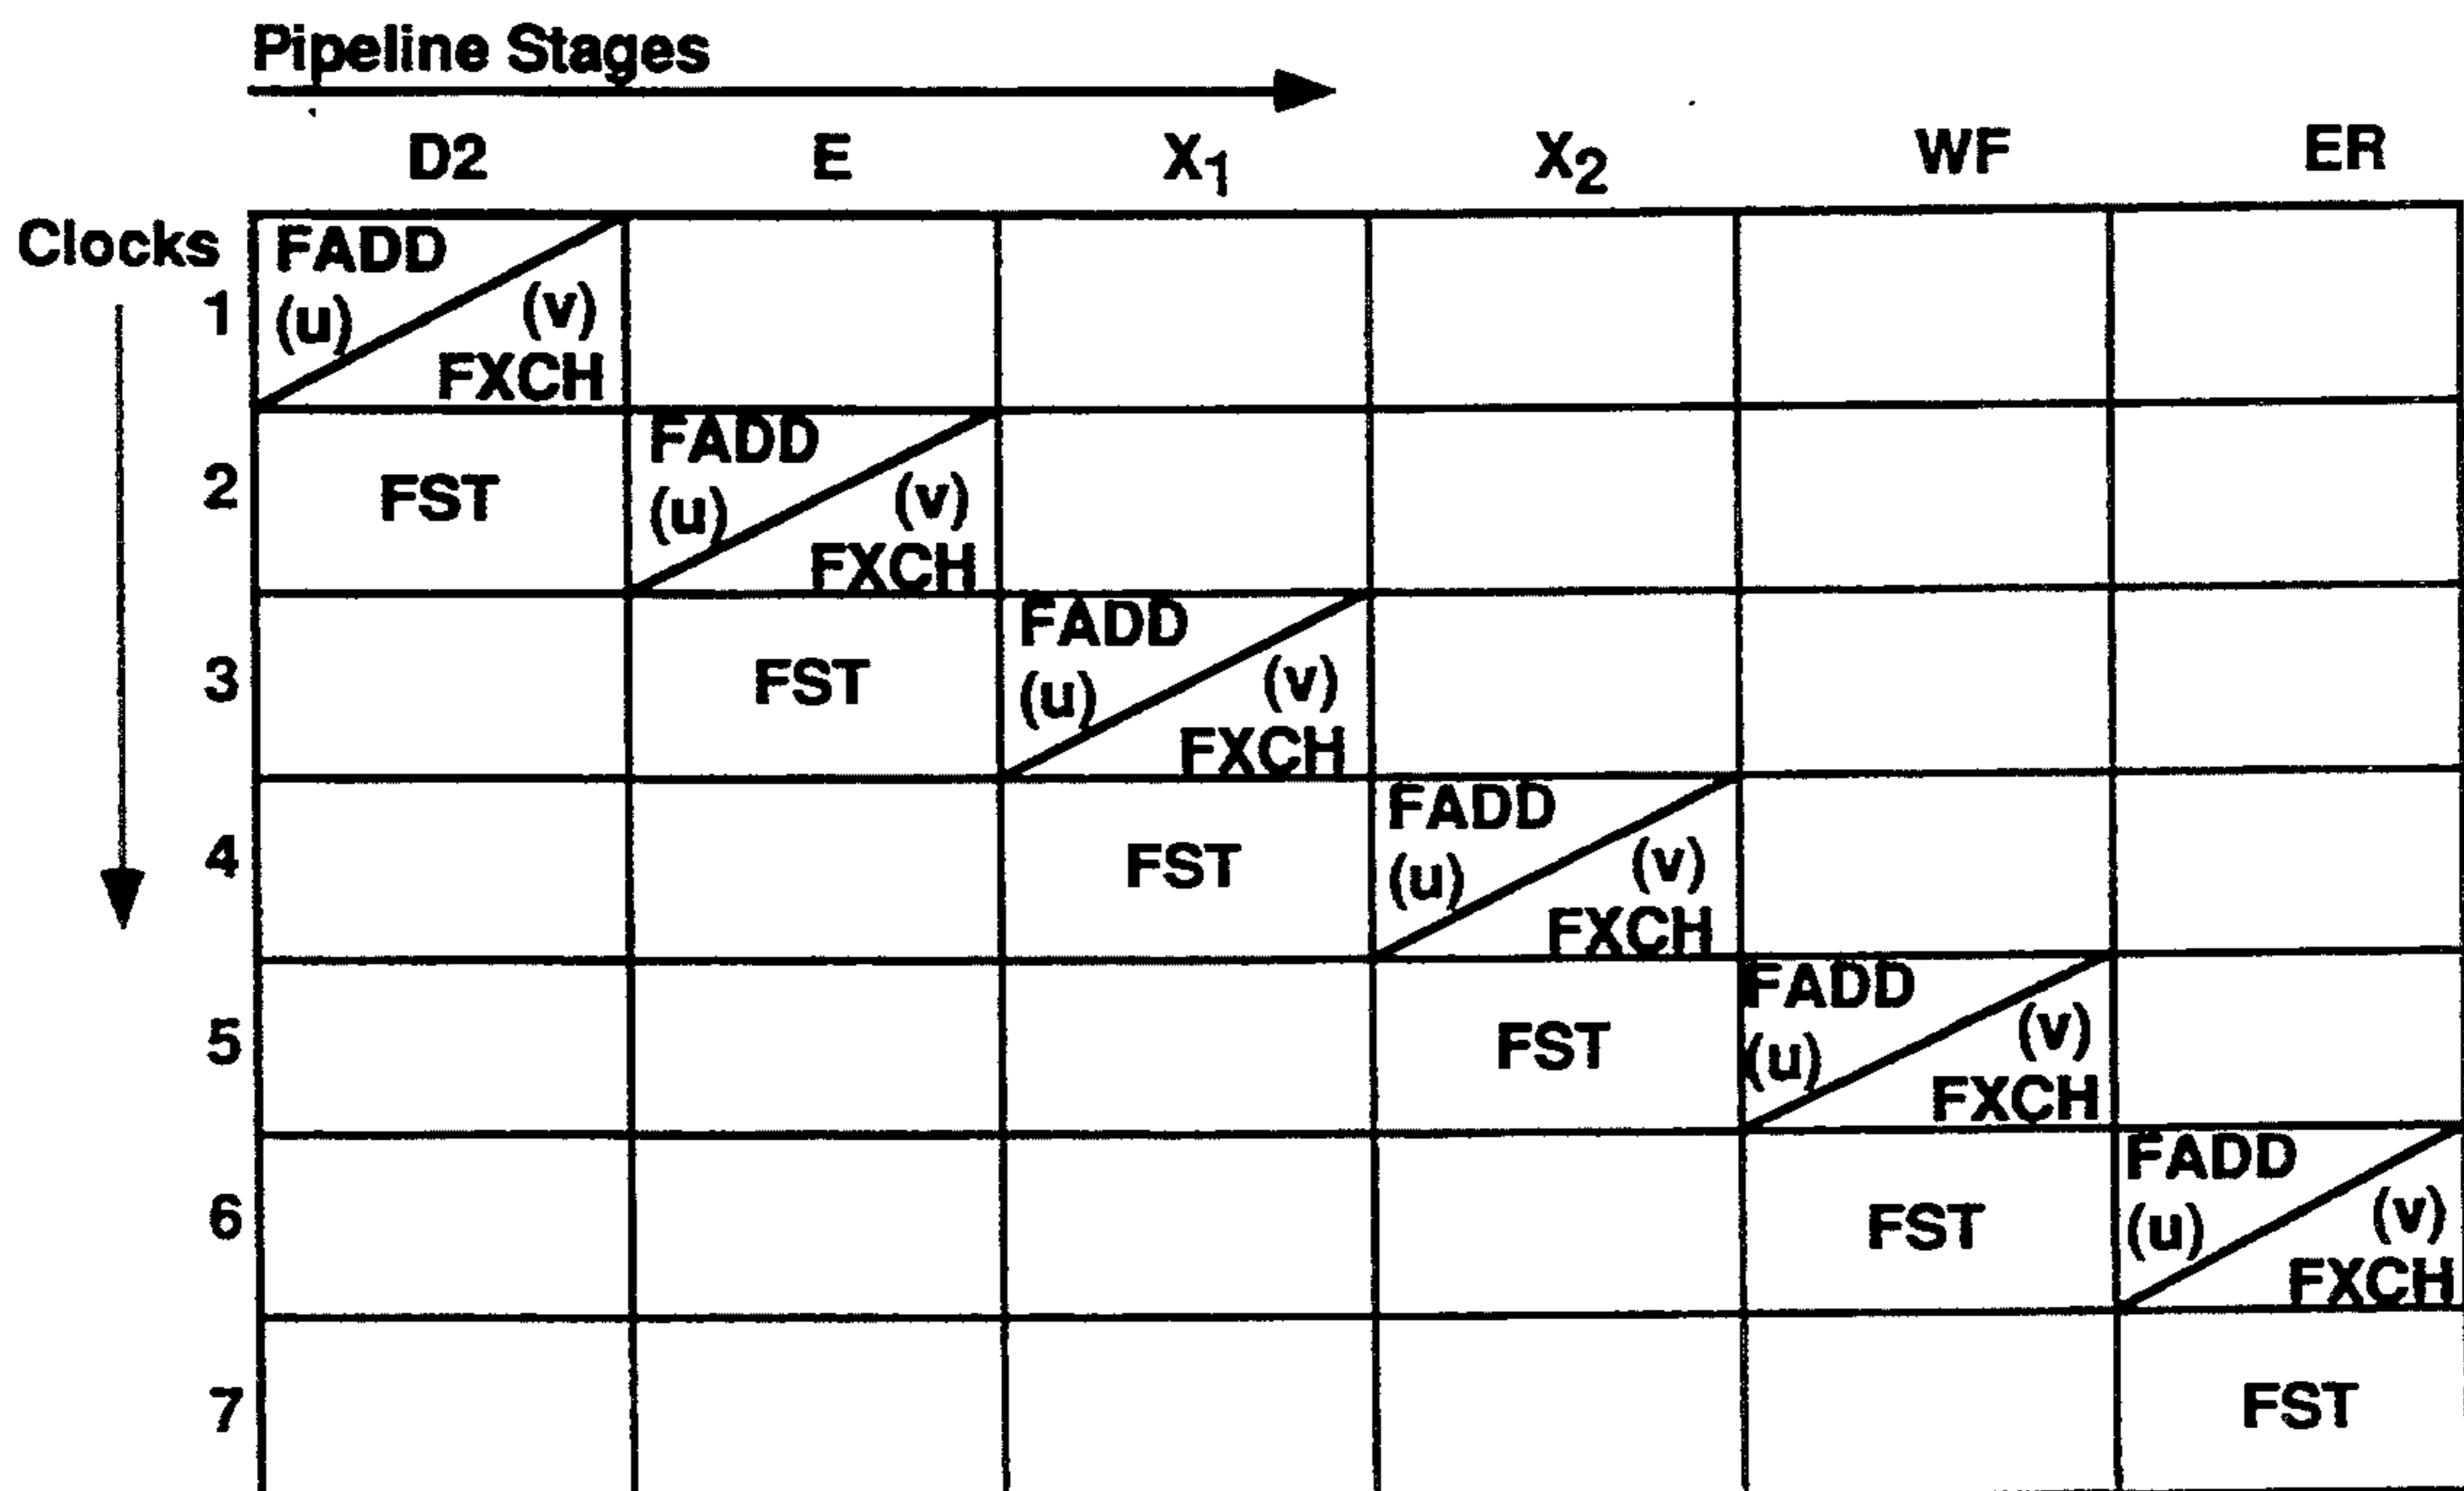 Pipeline Stages
D2 E X1 X2 WF ER
Clocks
1
FADD
(u)
(v)
FXCH
2
FST
FADD
(u)
(v)
FXCH
3
FST
FADD
(u)
(v)
FXCH
4
FST
FADD
(u)
(v)
FXCH
5
FST
FADD
(u)
(v)
FXCH
6
FST
FADD
(u)
(v)
FXCH
7
FST